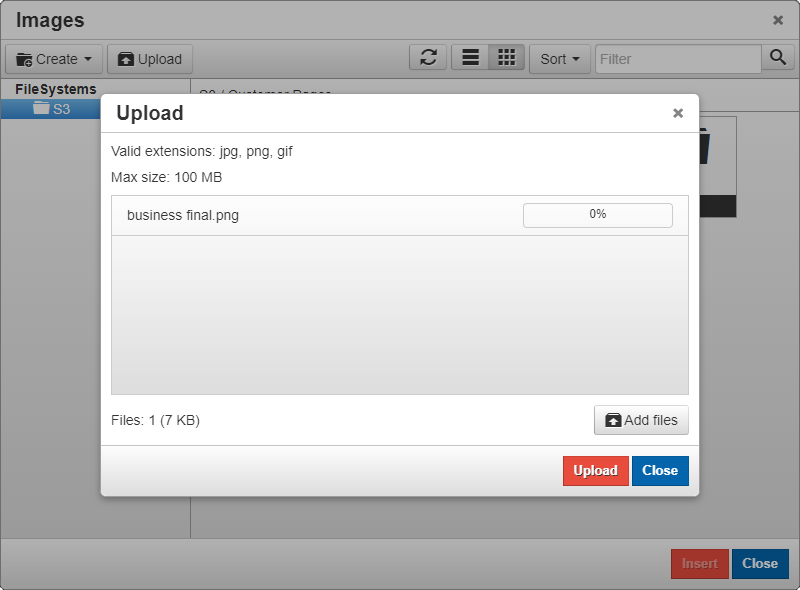 Images
Create
Upload
Sort
Filter
FileSystems
S3
S3 / Customer Pages
Upload
Valid extensions: jpg, png, gif
Max size: 100 MB
business final.png
0%
Files: 1 (7 KB)
Add files
Upload
Close
Insert
Close